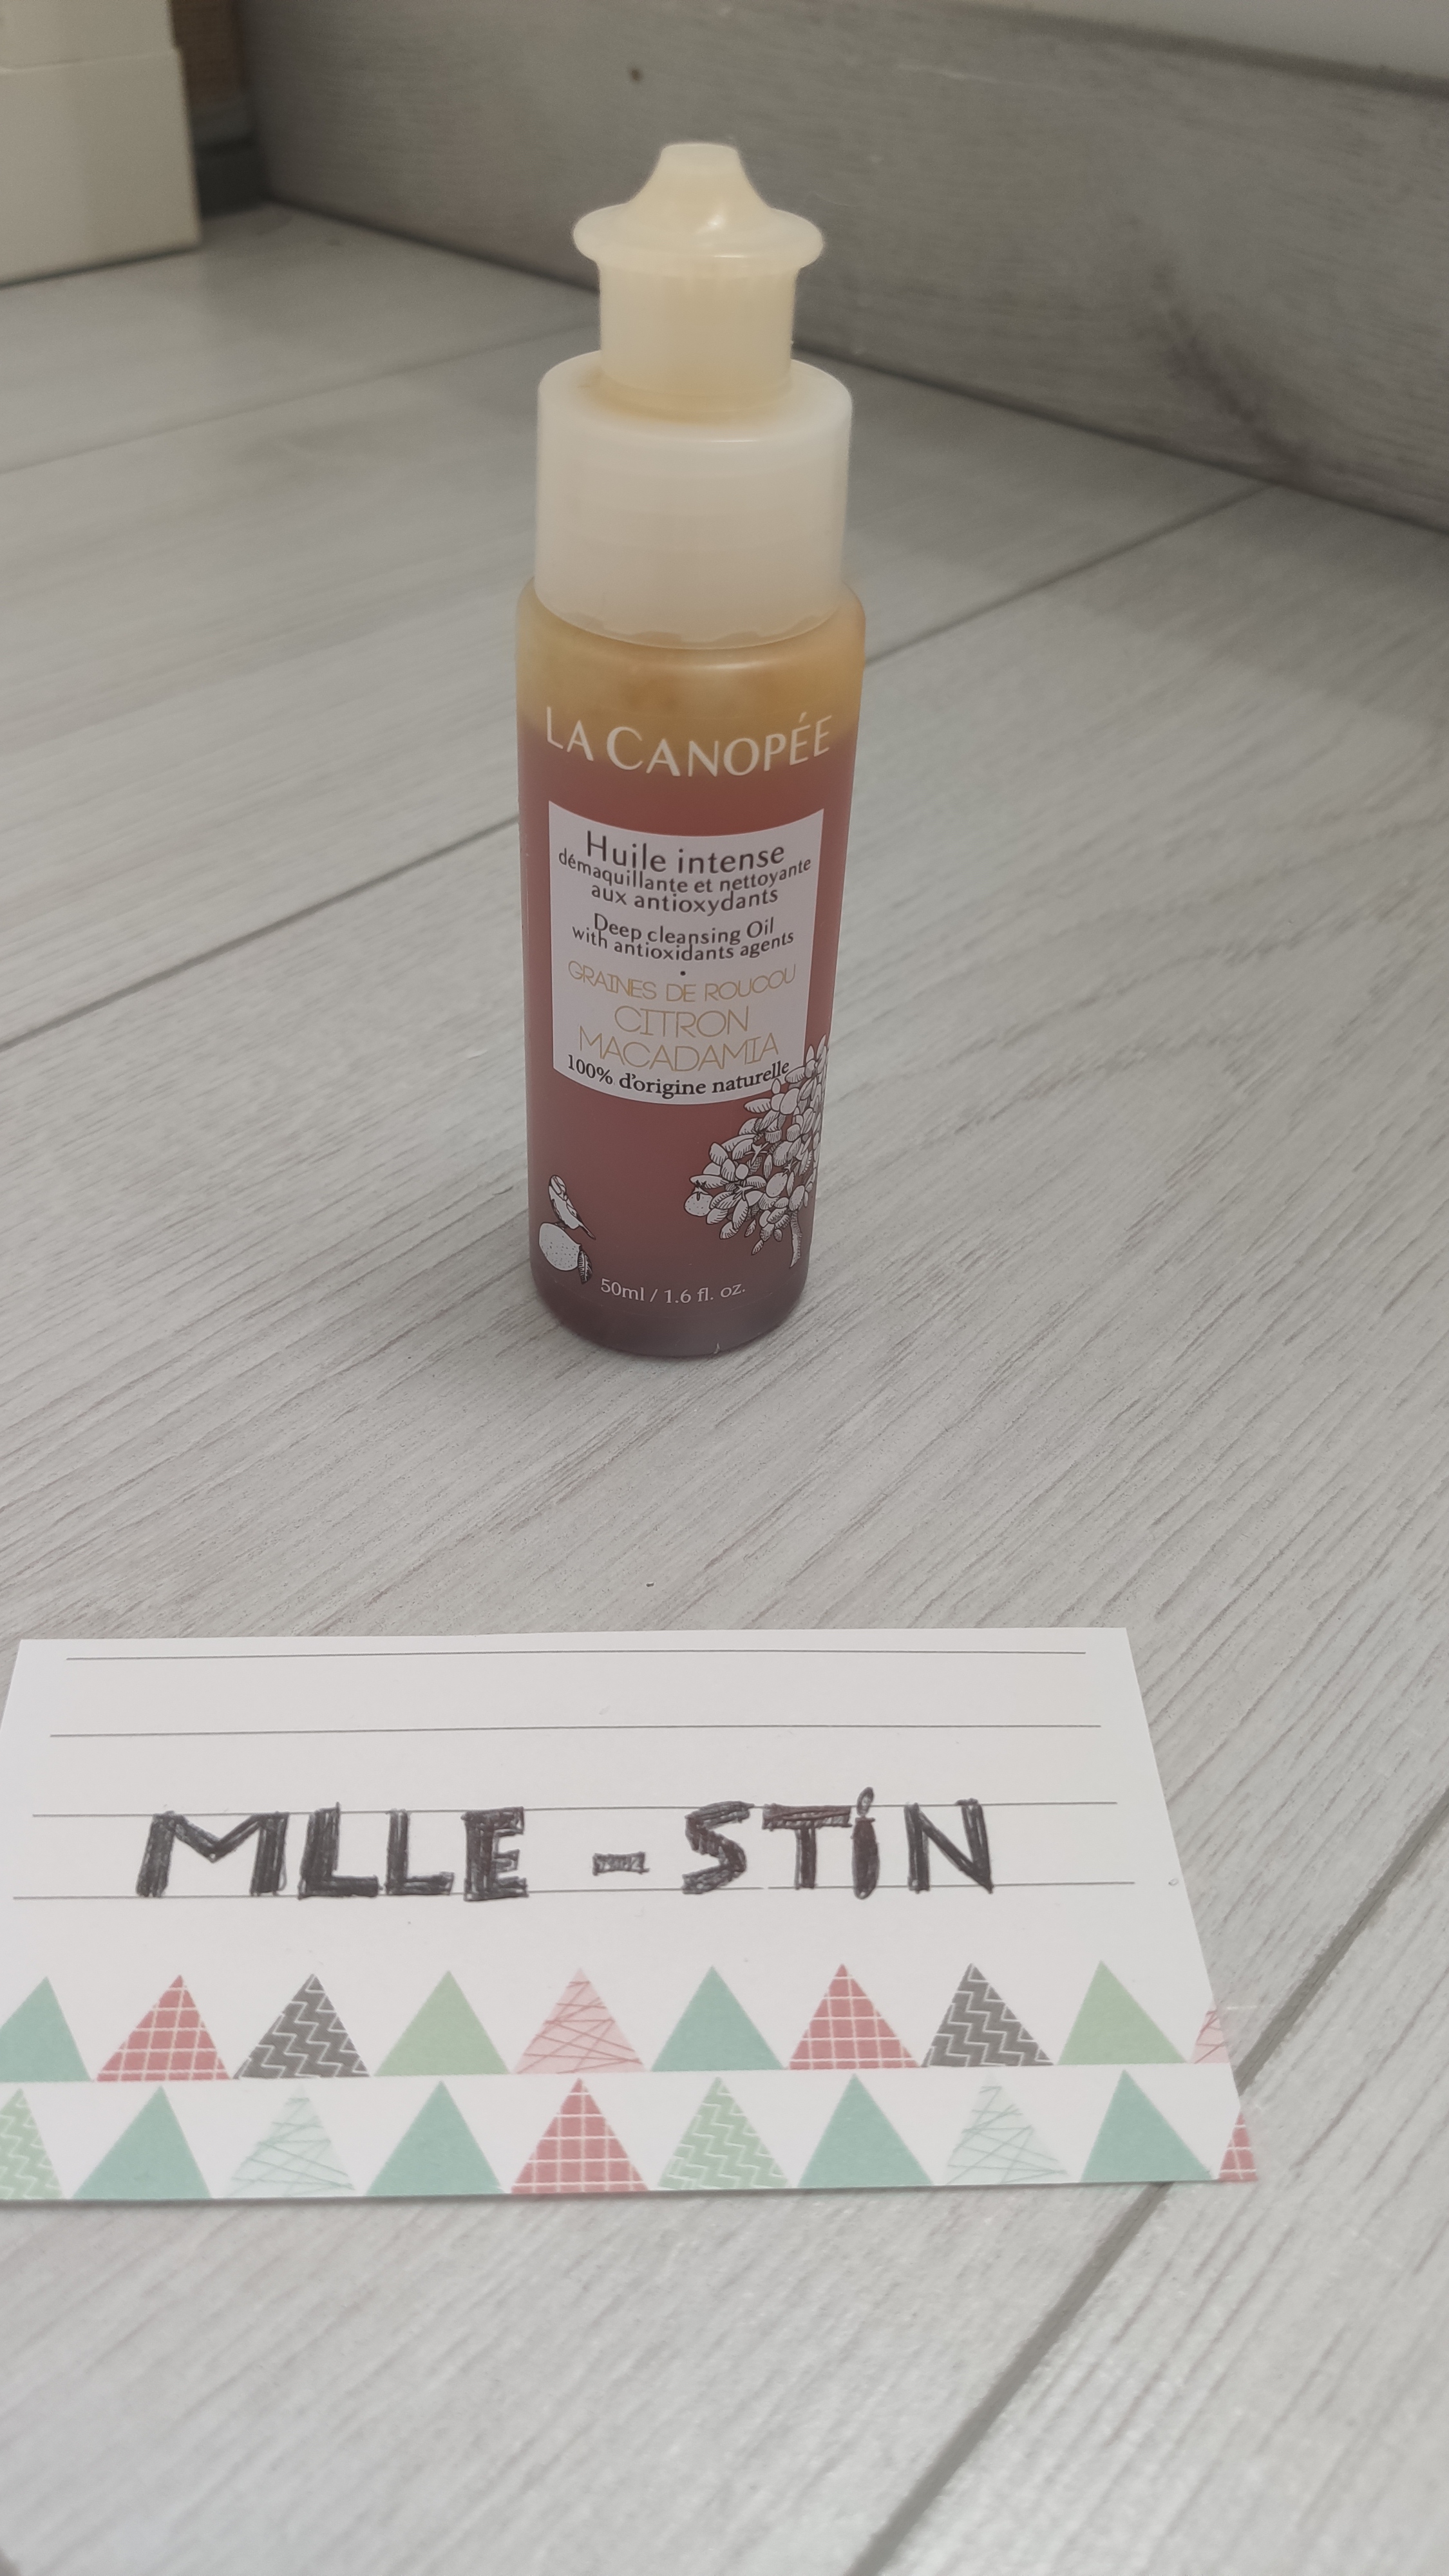 LA CANOPÉE
Huile intense
démaquillante et nettoyante
aux antioxydants
Deep cleansing Oil
with antioxidants agents
•
GRAINES DE ROUCOU
CITRON
MACADAMIA
100% d'origine naturelle
50ml / 1.6 fl. oz.
MLLE - STiN